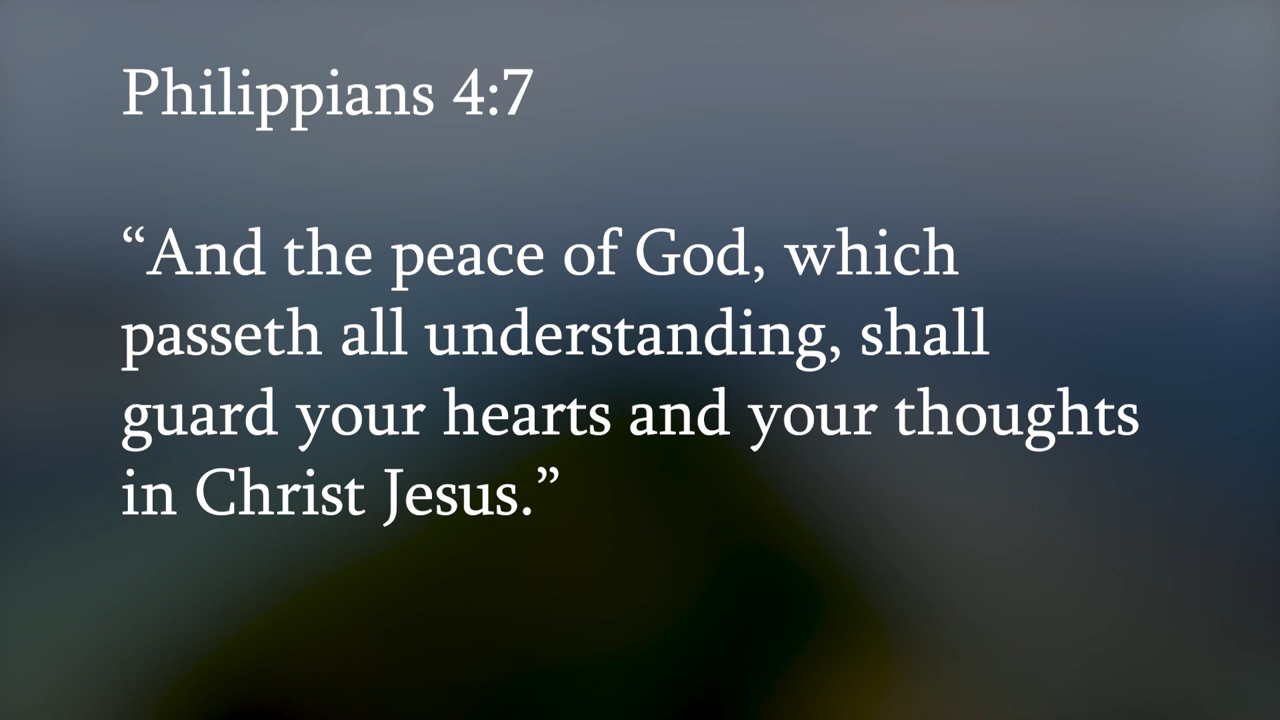 Philippians 4:7
“And the peace of God, which
passeth all understanding, shall
guard your hearts and your thoughts
in Christ Jesus.”